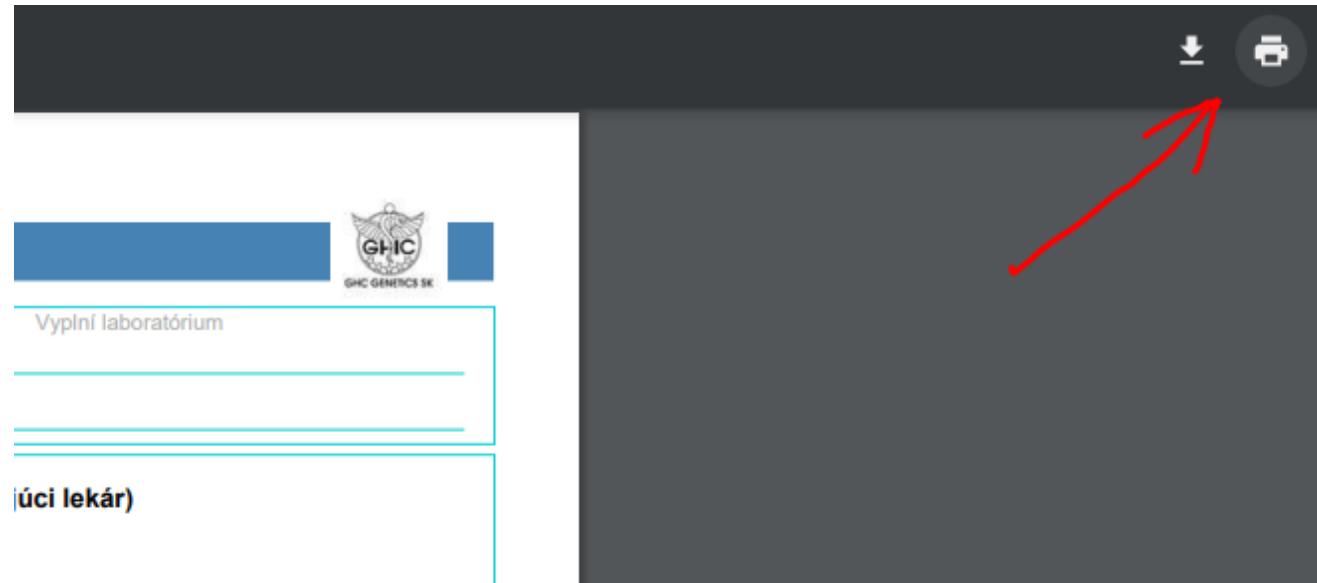 GHC
GHC GENETICS SK
Vyplní laboratórium
júci lekár)